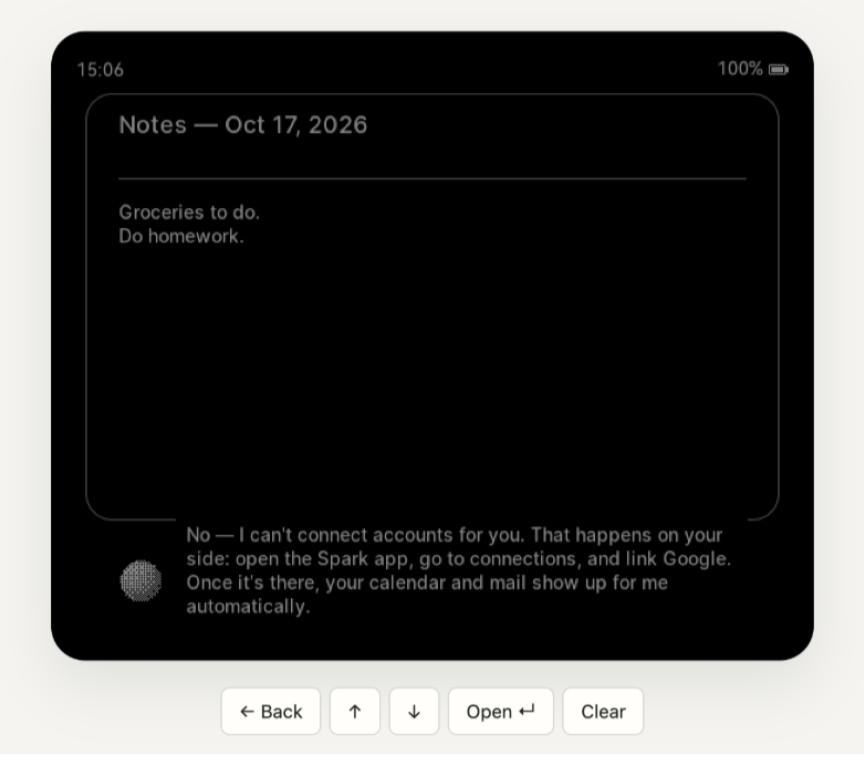 15:06
100%
Notes — Oct 17, 2026
Groceries to do.
Do homework.
No — I can't connect accounts for you. That happens on your
side: open the Spark app, go to connections, and link Google.
Once it's there, your calendar and mail show up for me
automatically.
← Back
↑
↓
Open ↵
Clear